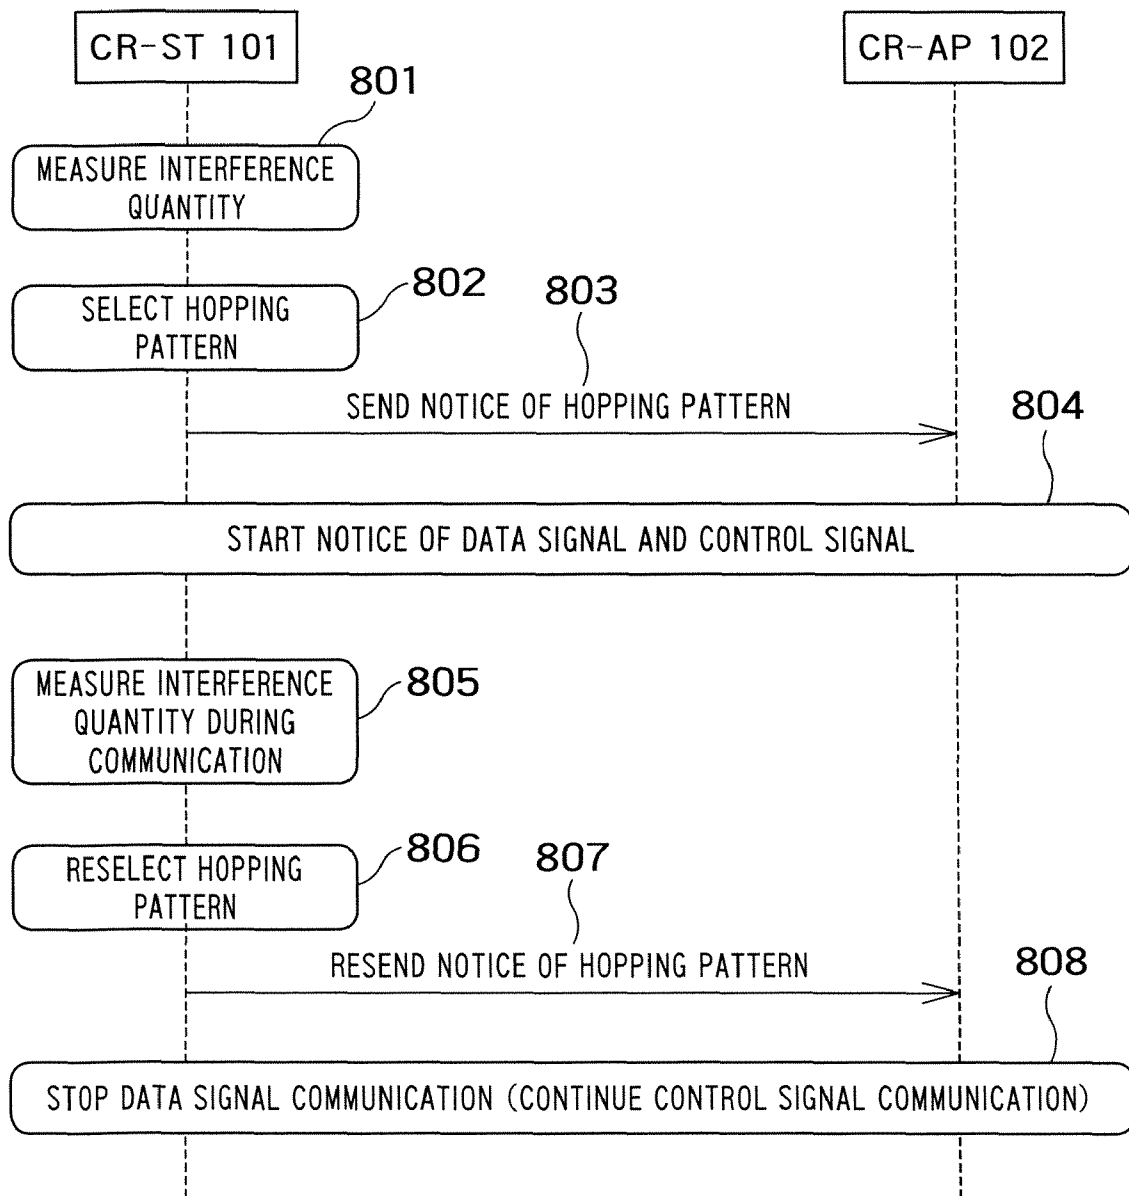 CR-ST 101
CR-AP 102
801
MEASURE INTERFERENCE
QUANTITY
802
SELECT HOPPING
PATTERN
803
SEND NOTICE OF HOPPING PATTERN
804
START NOTICE OF DATA SIGNAL AND CONTROL SIGNAL
MEASURE INTERFERENCE
QUANTITY DURING
COMMUNICATION
805
RESELECT HOPPING
PATTERN
806
807
RESEND NOTICE OF HOPPING PATTERN
808
STOP DATA SIGNAL COMMUNICATION (CONTINUE CONTROL SIGNAL COMMUNICATION)